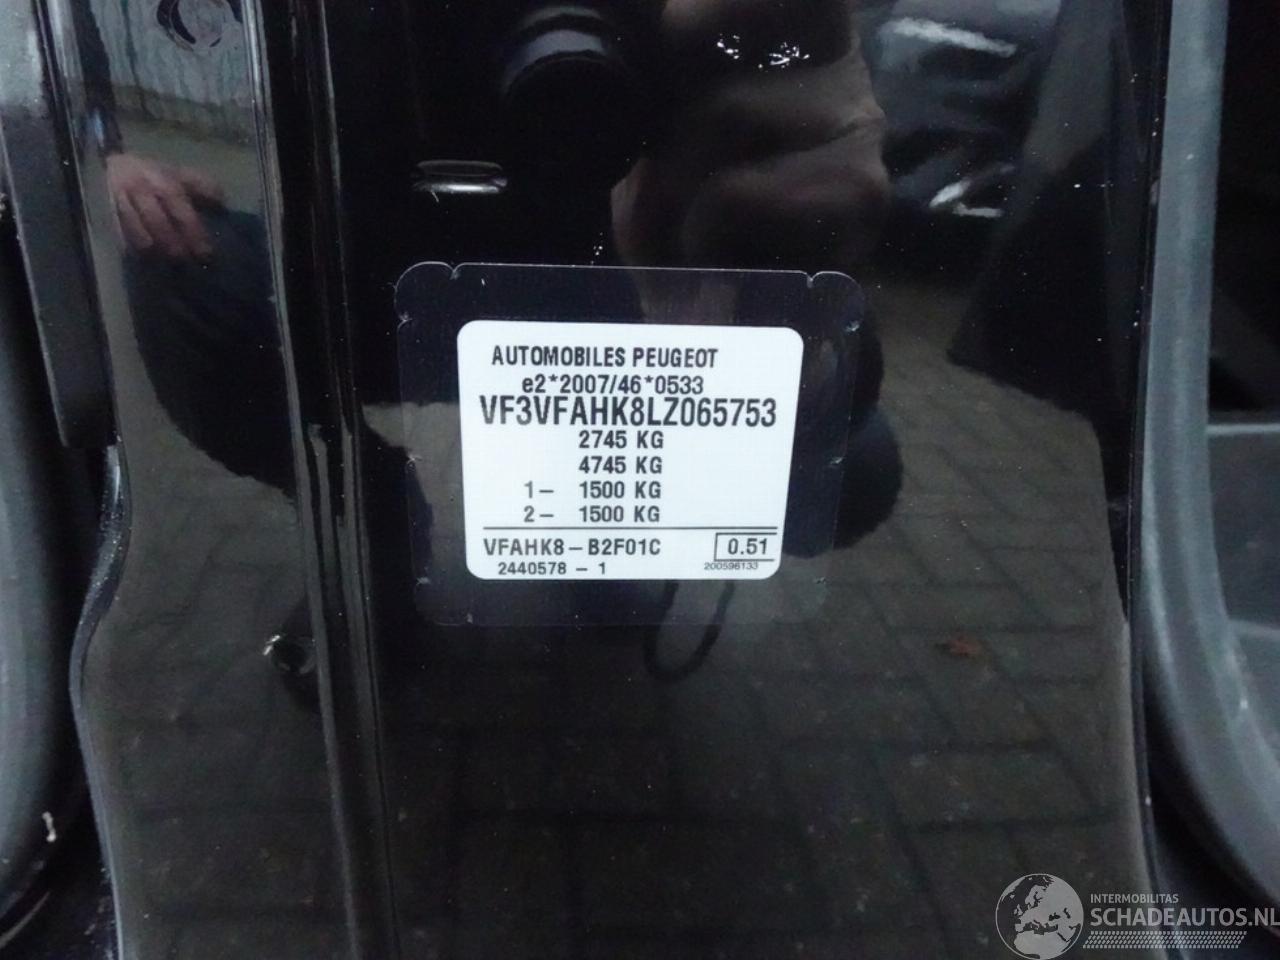 AUTOMOBILES PEUGEOT
e2*2007/46*0533
VF3VFAHK8LZ065753
2745 KG
4745 KG
1- 1500 KG
2- 1500 KG
VFAHK8-B2F01C 0.51
2440578 - 1 200596133
INTERMOBILITAS
SCHADEAUTOS.NL